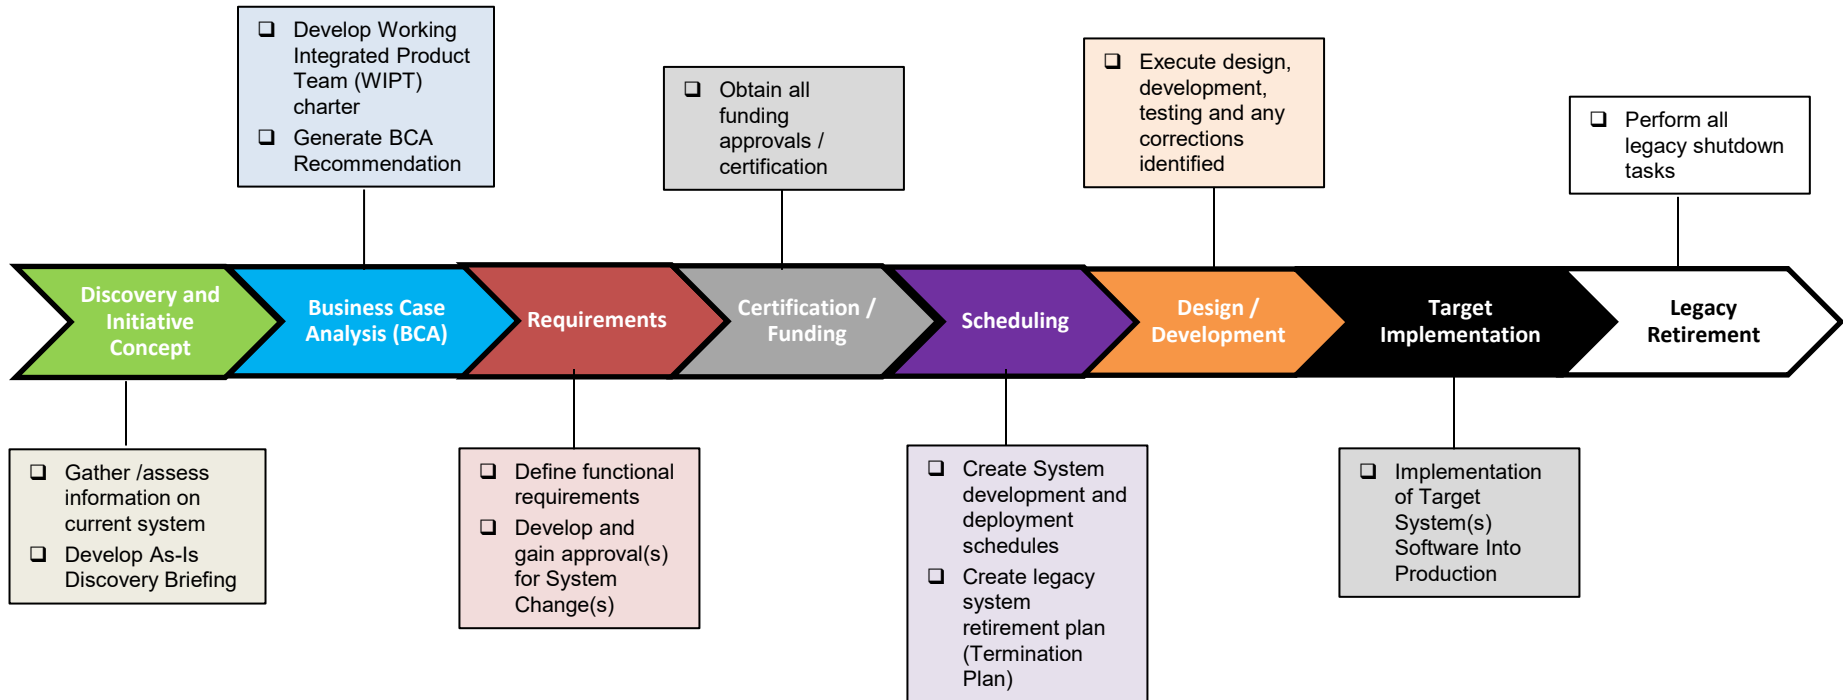 ❑ Develop Working
Integrated Product
Team (WIPT)
charter
❑ Generate BCA
Recommendation
❑ Obtain all
funding
approvals /
certification
❑ Execute design,
development,
testing and any
corrections
identified
❑ Perform all
legacy shutdown
tasks
Discovery and
Initiative
Concept
Business Case
Analysis (BCA)
Requirements
Certification /
Funding
Scheduling
Design /
Development
Target
Implementation
Legacy
Retirement
❑ Gather /assess
information on
current system
❑ Develop As-Is
Discovery Briefing
❑ Define functional
requirements
❑ Develop and
gain approval(s)
for System
Change(s)
❑ Create System
development and
deployment
schedules
❑ Create legacy
system
retirement plan
(Termination
Plan)
❑ Implementation
of Target
System(s)
Software Into
Production